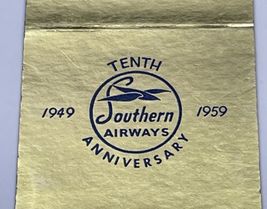 TENTH
1949 Southern 1959
AIRWAYS
ANNIVERSARY